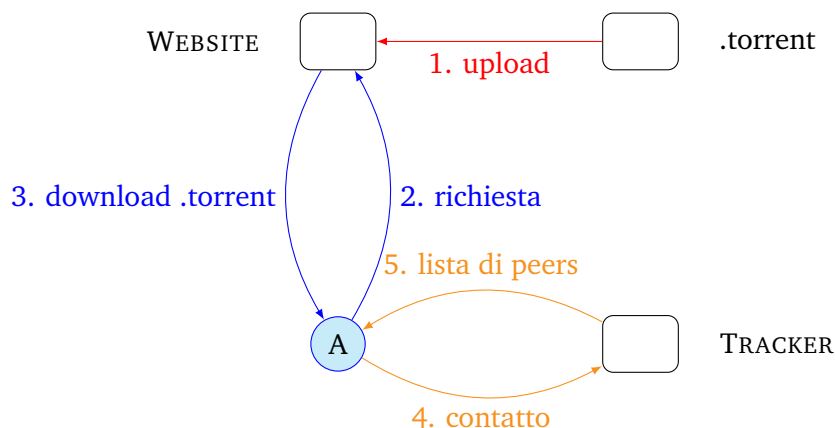 WEBSITE
.torrent
1. upload
3. download .torrent
2. richiesta
5. lista di peers
A
TRACKER
4. contatto